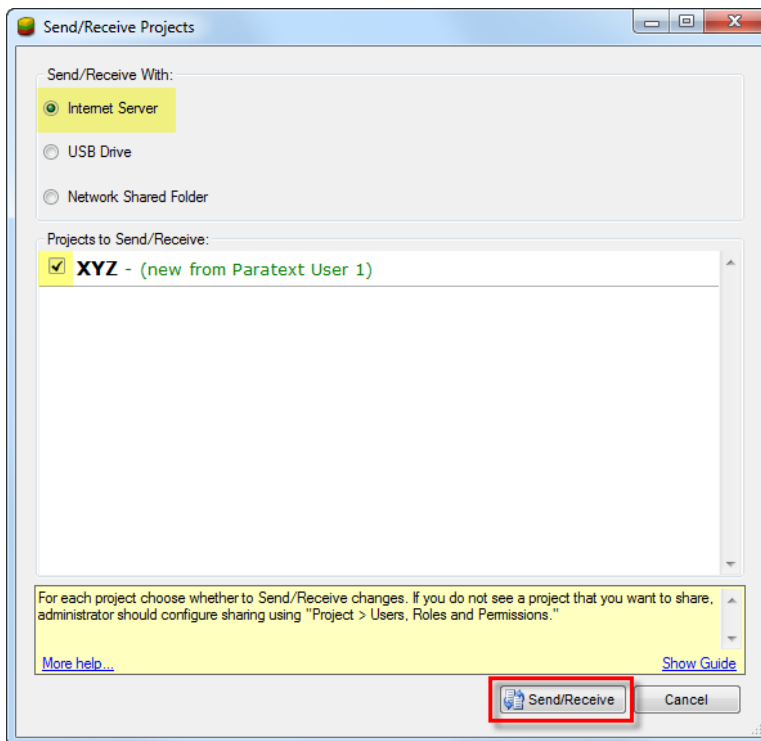 Send/Receive Projects
Send/Receive With:
Internet Server
USB Drive
Network Shared Folder
Projects to Send/Receive:
XYZ - (new from Paratext User 1)
For each project choose whether to Send/Receive changes. If you do not see a project that you want to share,
administrator should configure sharing using "Project > Users, Roles and Permissions."
More help... Show Guide
Send/Receive Cancel